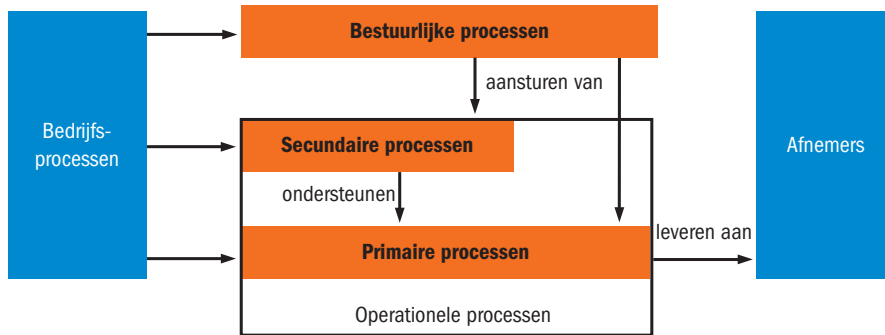 Bestuurlijke processen
aansturen van
Bedrijfs-
processen
Secundaire processen
Afnemers
ondersteunen
leveren aan
Primaire processen
Operationele processen